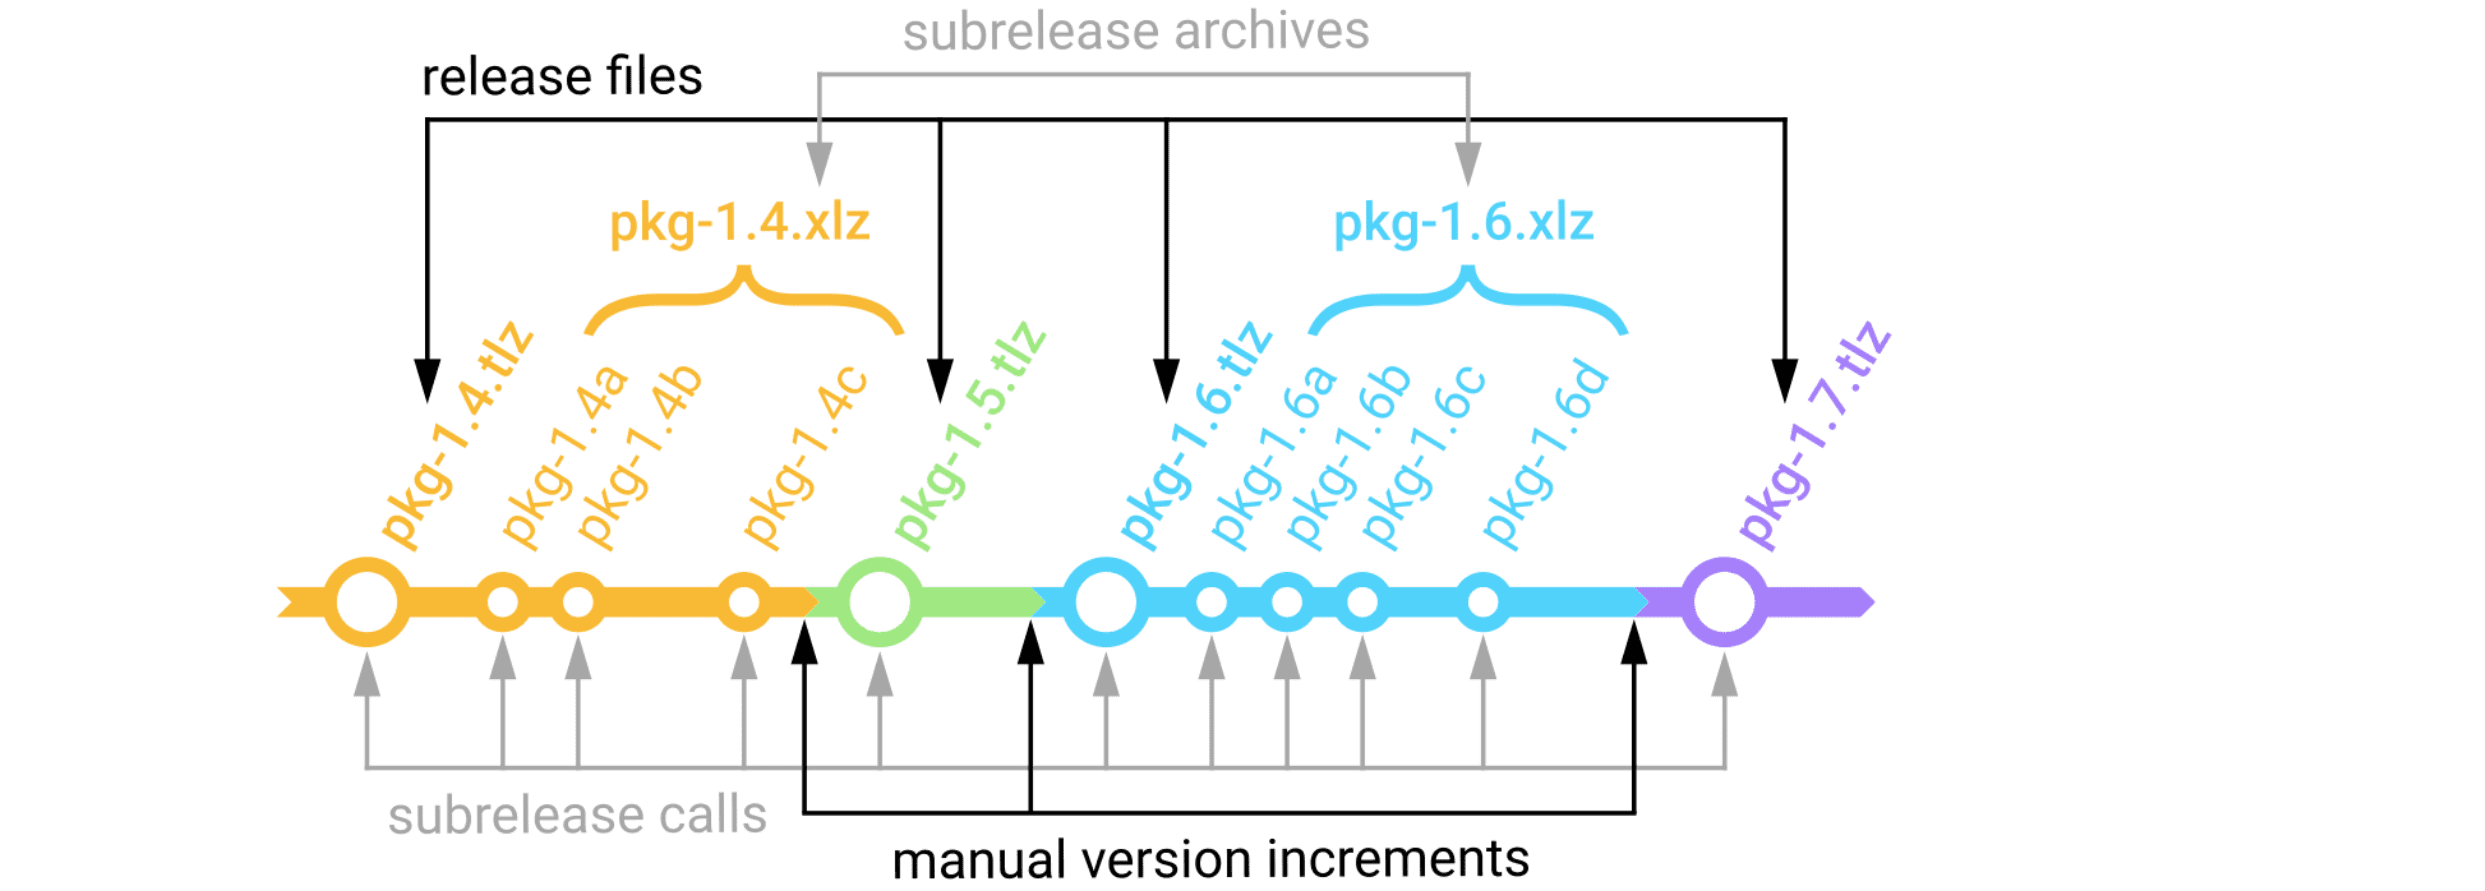 subrelease archives
release files
pkg-1.4.xlz
pkg-1.6.xlz
pkg-1.4.tlz
pkg-1.4a
pkg-1.4b
pkg-1.4c
pkg-1.5.tlz
pkg-1.6.tlz
pkg-1.6a
pkg-1.6b
pkg-1.6c
pkg-1.6d
pkg-1.7.tlz
subrelease calls
manual version increments